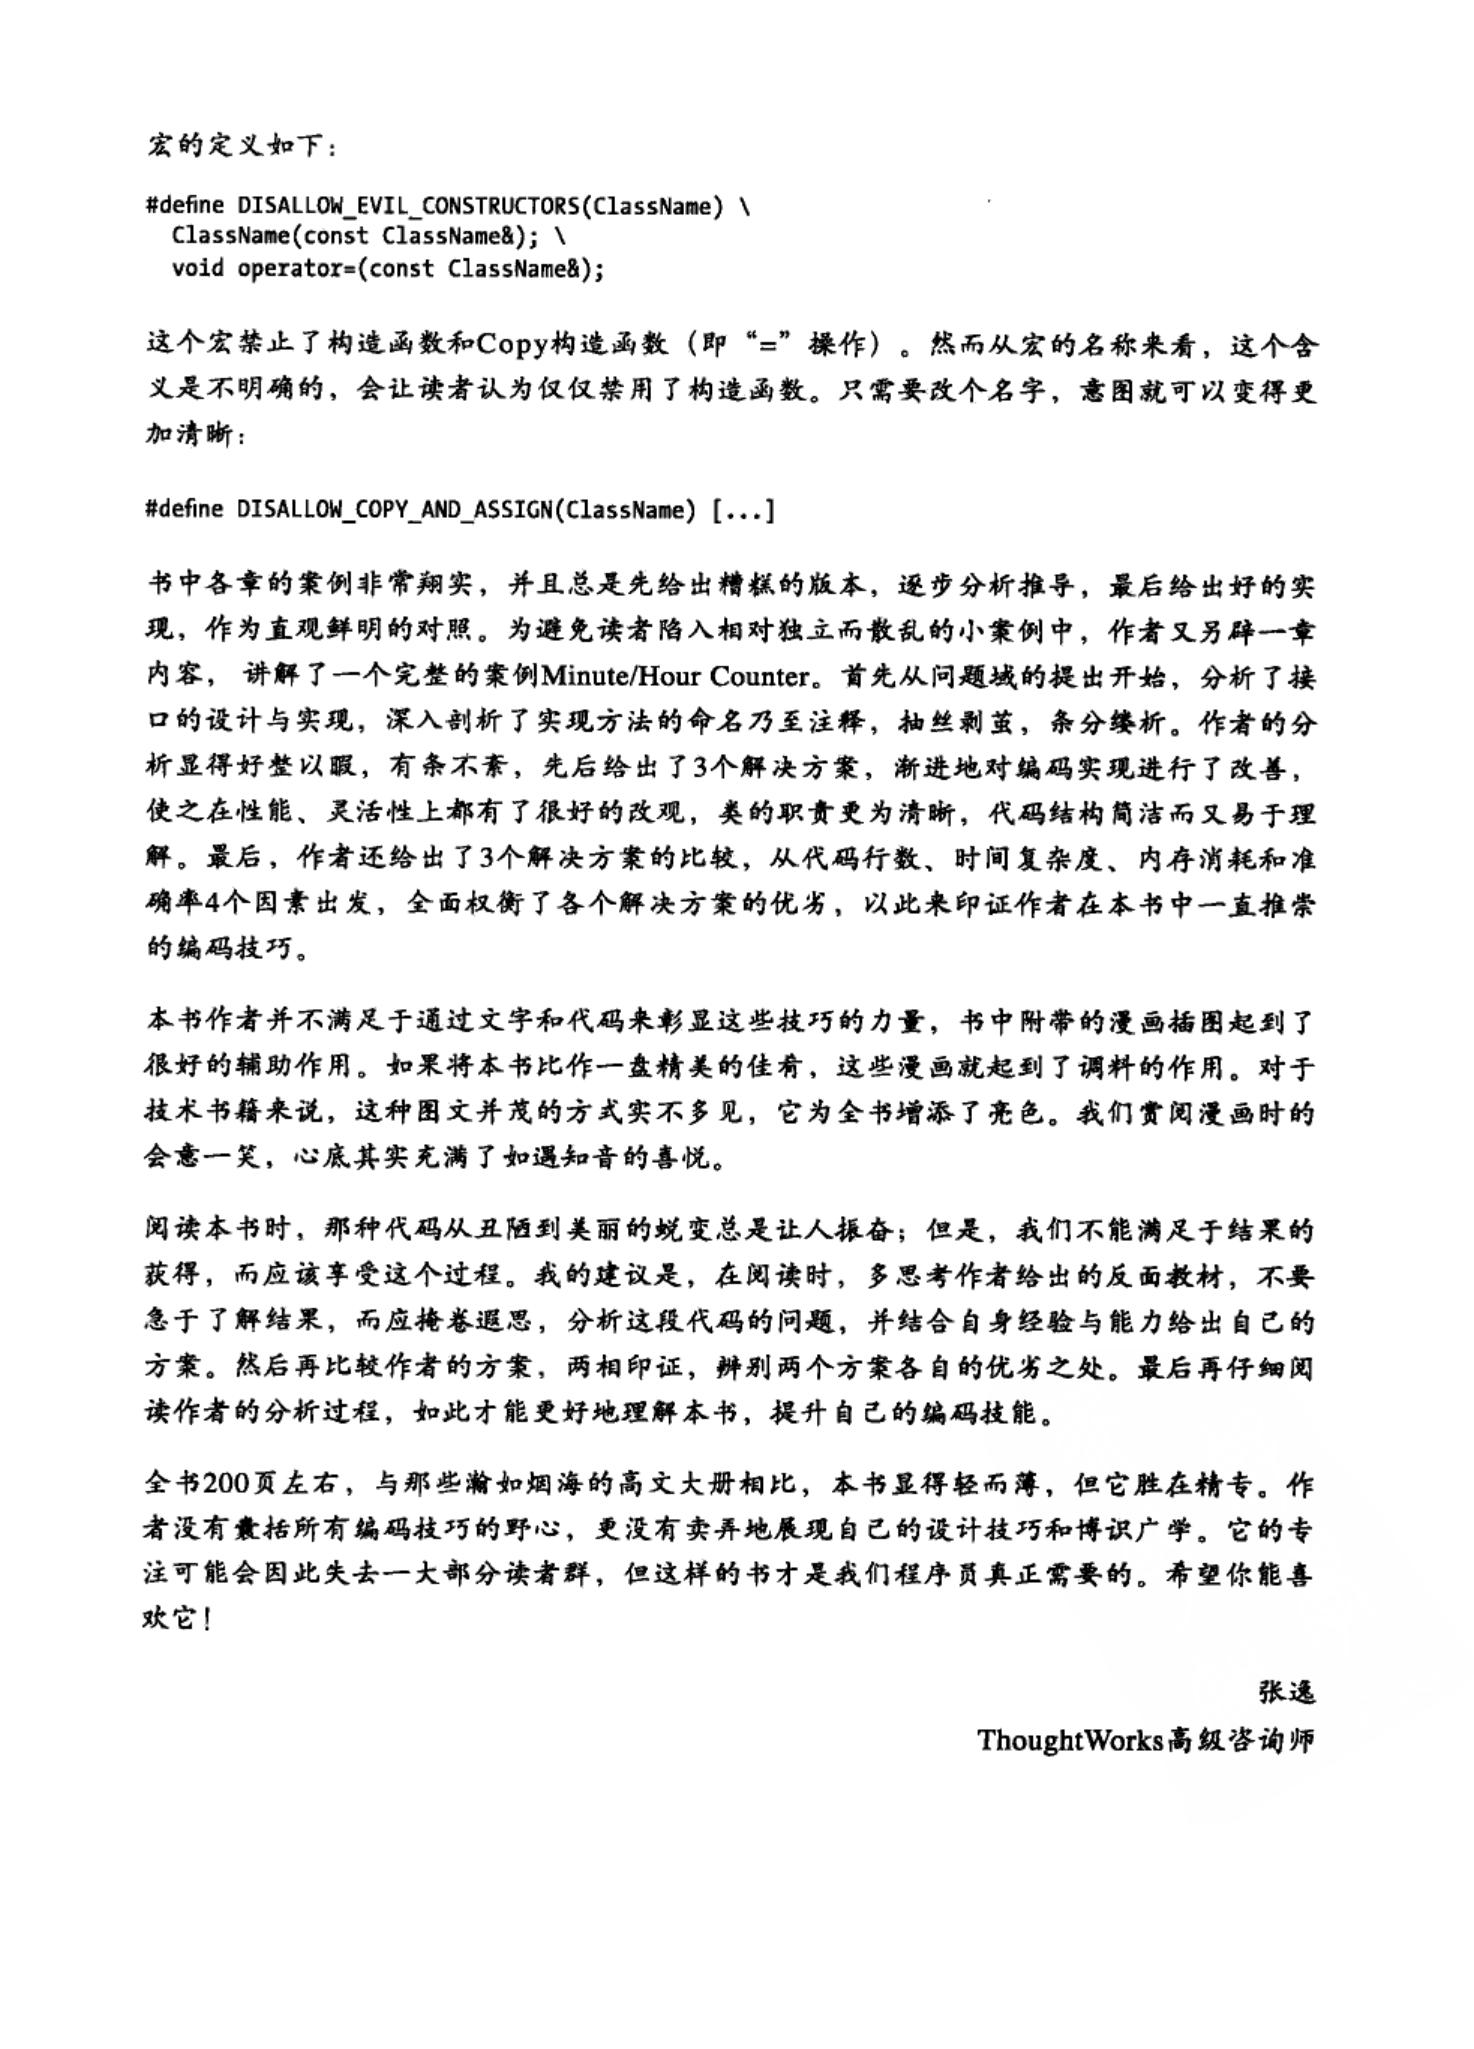 宏的定义如下：
#define DISALLOW_EVIL_CONSTRUCTORS(ClassName) \
ClassName(const ClassName&); \
void operator=(const ClassName&);
这个宏禁止了构造函数和Copy构造函数（即“=”操作）。然而从宏的名称来看，这个含
义是不明确的，会让读者认为仅仅禁用了构造函数。只需要改个名字，意图就可以变得更
加清晰：
#define DISALLOW_COPY_AND_ASSIGN(ClassName) [...]
书中各章的案例非常翔实，并且总是先给出糟糕的版本，逐步分析推导，最后给出好的实
现，作为直观鲜明的对照。为避免读者陷入相对独立而散乱的小案例中，作者又另辟一章
内容， 讲解了一个完整的案例Minute/Hour Counter。首先从问题域的提出开始，分析了接
口的设计与实现，深入剖析了实现方法的命名乃至注释，抽丝剥茧，条分缕析。作者的分
析显得好整以暇，有条不紊，先后给出了3个解决方案，渐进地对编码实现进行了改善，
使之在性能、灵活性上都有了很好的改观，类的职责更为清晰，代码结构简洁而又易于理
解。最后，作者还给出了3个解决方案的比较，从代码行数、时间复杂度、内存消耗和准
确率4个因素出发，全面权衡了各个解决方案的优劣，以此来印证作者在本书中一直推崇
的编码技巧。
本书作者并不满足于通过文字和代码来彰显这些技巧的力量，书中附带的漫画插图起到了
很好的辅助作用。如果将本书比作一盘精美的佳肴，这些漫画就起到了调料的作用。对于
技术书籍来说，这种图文并茂的方式实不多见，它为全书增添了亮色。我们赏阅漫画时的
会意一笑，心底其实充满了如遇知音的喜悦。
阅读本书时，那种代码从丑陋到美丽的蜕变总是让人振奋；但是，我们不能满足于结果的
获得，而应该享受这个过程。我的建议是，在阅读时，多思考作者给出的反面教材，不要
急于了解结果，而应掩卷遐思，分析这段代码的问题，并结合自身经验与能力给出自己的
方案。然后再比较作者的方案，两相印证，辨别两个方案各自的优劣之处。最后再仔细阅
读作者的分析过程，如此才能更好地理解本书，提升自己的编码技能。
全书200页左右，与那些瀚如烟海的高文大册相比，本书显得轻而薄，但它胜在精专。作
者没有囊括所有编码技巧的野心，更没有卖弄地展现自己的设计技巧和博识广学。它的专
注可能会因此失去一大部分读者群，但这样的书才是我们程序员真正需要的。希望你能喜
欢它！
张逸
ThoughtWorks高级咨询师